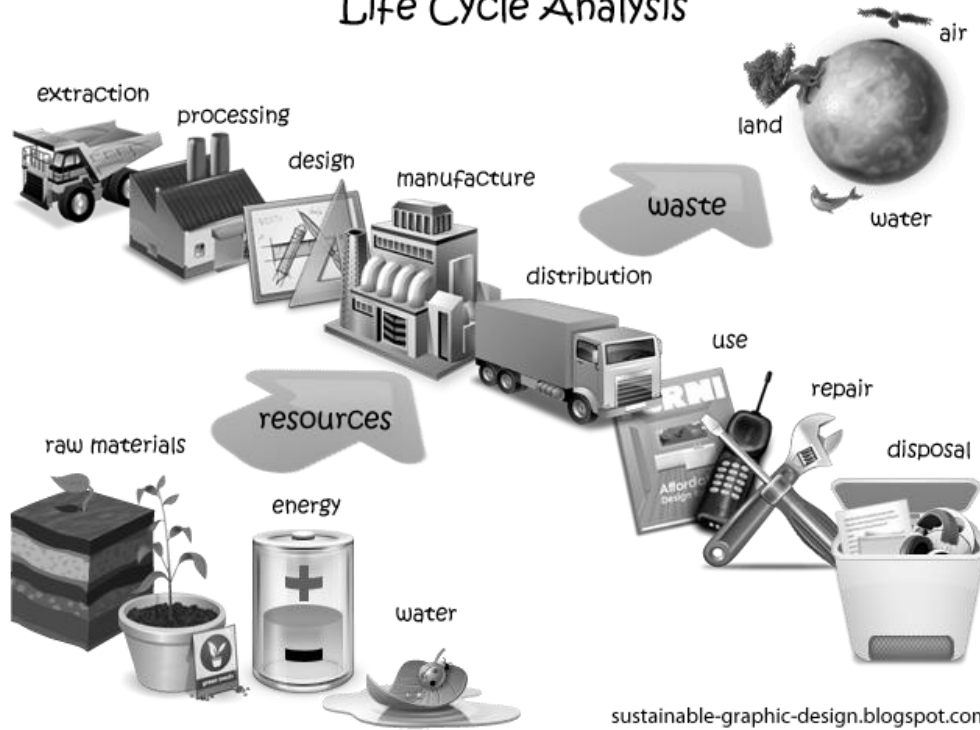 Life Cycle Analysis
air
extraction
processing
land
design
manufacture
waste
water
distribution
use
repair
resources
raw materials
disposal
energy
water
sustainable-graphic-design.blogspot.com